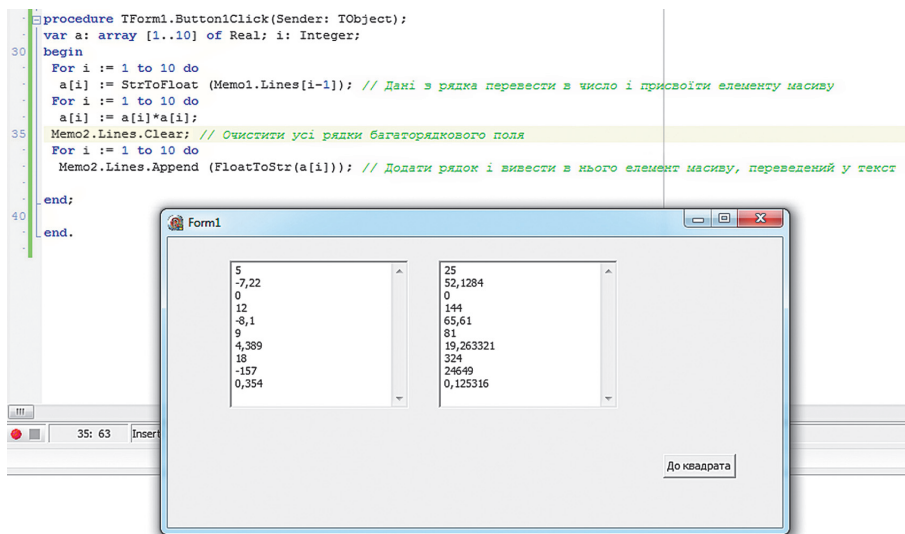 procedure TForm1.Button1Click(Sender: TObject);
var a: array [1..10] of Real; i: Integer;
30 begin
For i := 1 to 10 do
a[i] := StrToFloat (Memo1.Lines[i-1]); // Дані з рядка перевести в число і присвоїти елементу масиву
For i := 1 to 10 do
a[i] := a[i]*a[i];
35 Memo2.Lines.Clear; // Очистити усі рядки багаторядкового поля
For i := 1 to 10 do
Memo2.Lines.Append (FloatToStr(a[i])); // Додати рядок і вивести в нього елемент масиву, переведений у текст
end;
40
end.
Form1
5
-7,22
0
12
-8,1
9
4,389
18
-157
0,354
25
52,1284
0
144
65,61
81
19,263321
324
24649
0,125316
35: 63 Insert
До квадрата